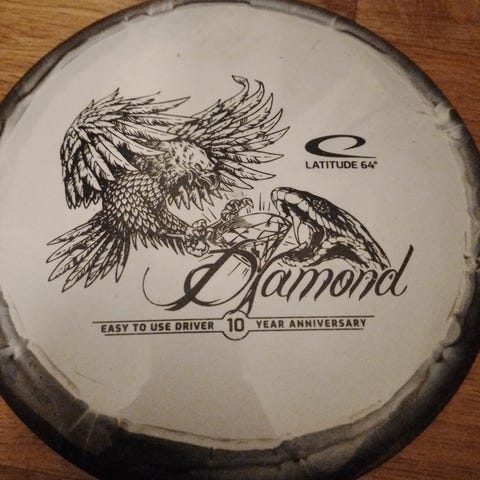 LATITUDE 64°
Diamond
EASY TO USE DRIVER 10 YEAR ANNIVERSARY